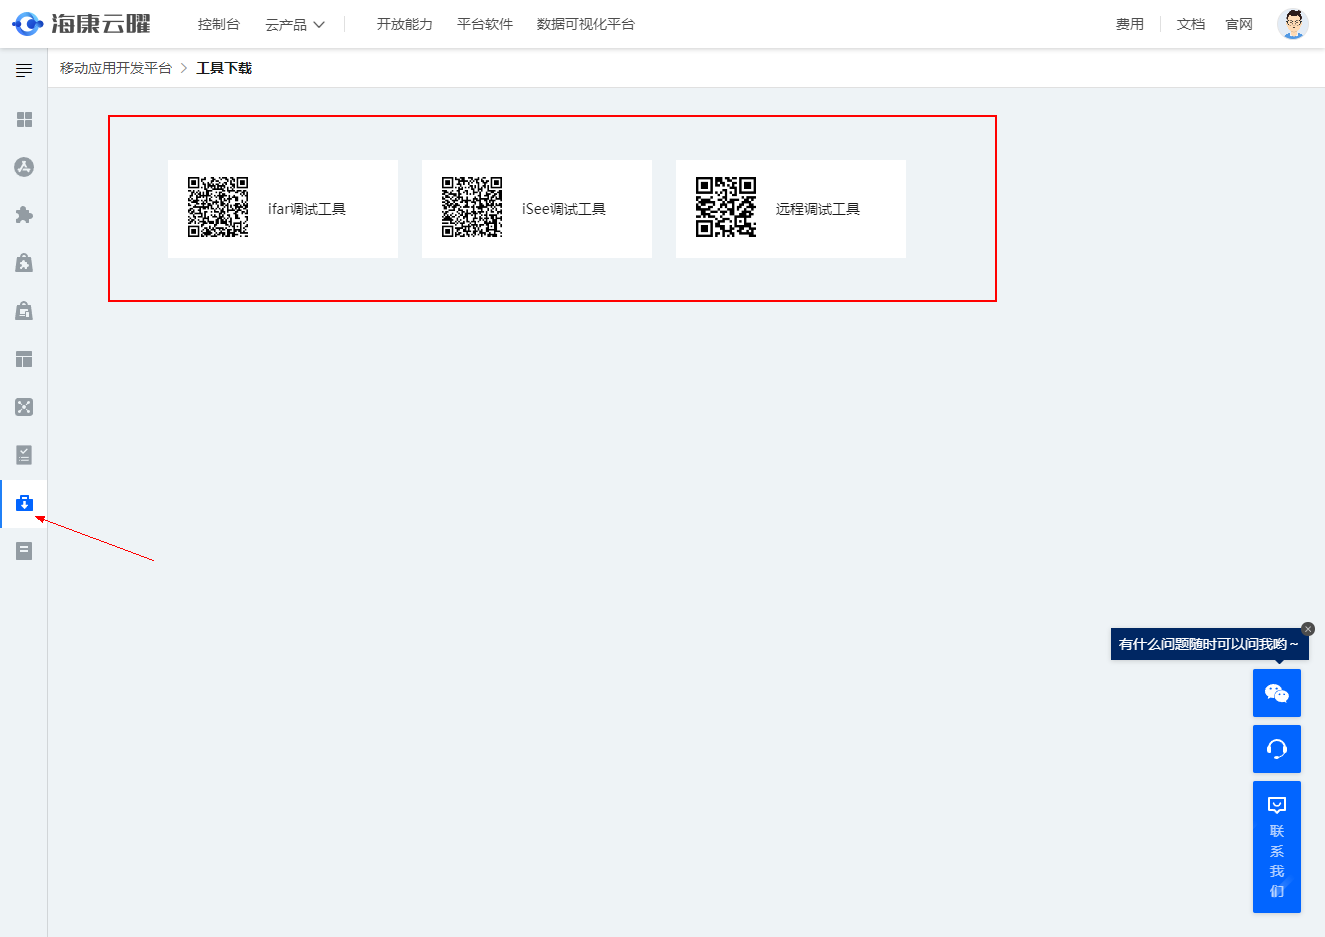 海康云曜
控制台 云产品 开放能力 平台软件 数据可视化平台 费用 文档 官网
移动应用开发平台 > 工具下载
ifar调试工具
iSee调试工具
远程调试工具
有什么问题随时可以问我哟～
联
系
我
们